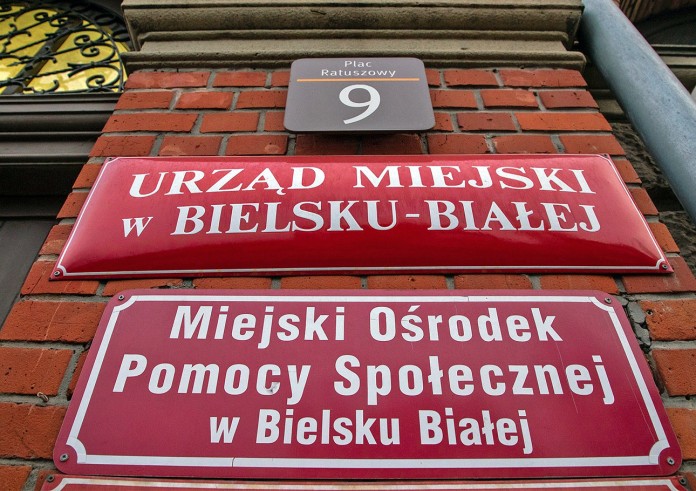 Plac
Ratuszowy
9
URZĄD MIEJSKI
w BIELSKU-BIAŁEJ
Miejski Ośrodek
Pomocy Społecznej
w Bielsku Białej